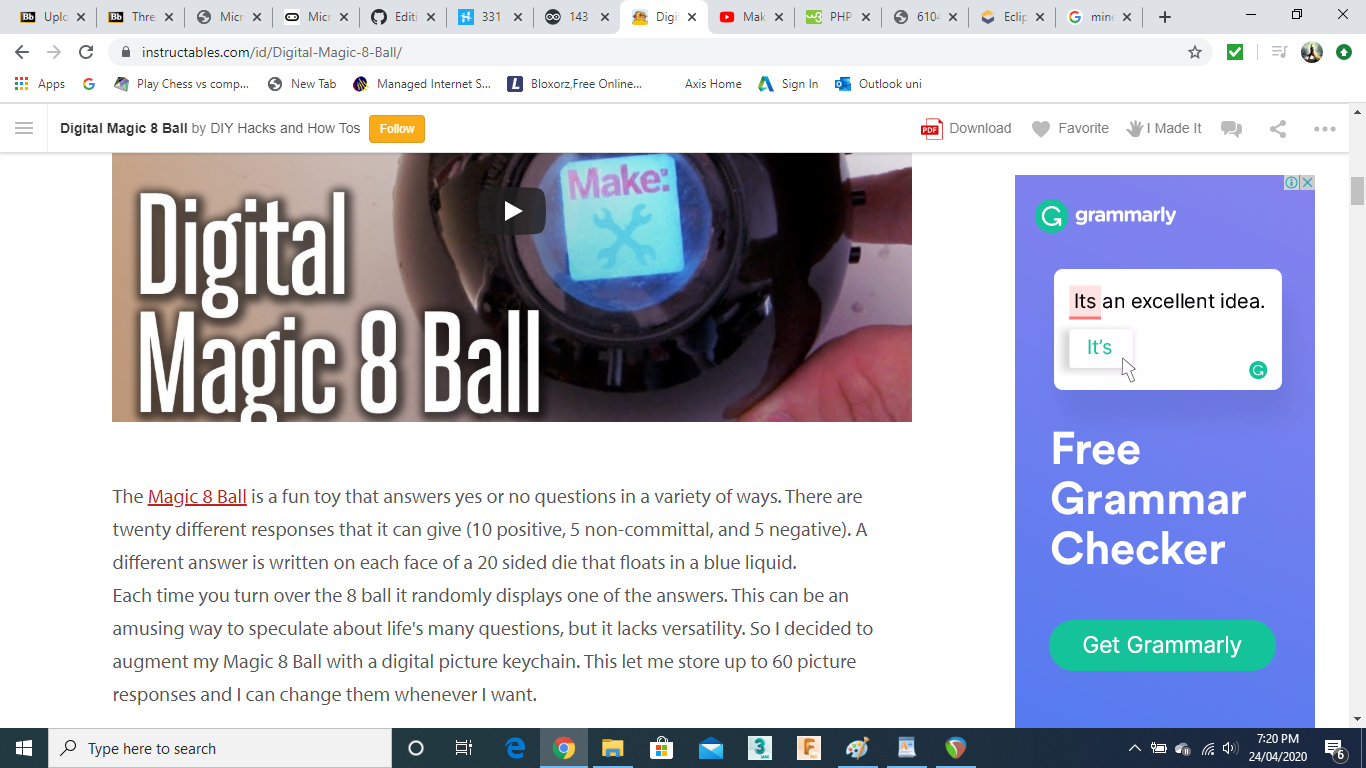 Uplo
Thre
Micr
Micr
Editi
331
143
Digi
Mak
PHP
6104
Eclip
mine
instructables.com/id/Digital-Magic-8-Ball/
Apps
Play Chess vs comp...
New Tab
Managed Internet S...
Bloxorz,Free Online...
Axis Home
Sign In
Outlook uni
Digital Magic 8 Ball by DIY Hacks and How Tos
Follow
PDF
Download
Favorite
I Made It
Make:
Digital
Magic 8 Ball
The Magic 8 Ball is a fun toy that answers yes or no questions in a variety of ways. There are
twenty different responses that it can give (10 positive, 5 non-committal, and 5 negative). A
different answer is written on each face of a 20 sided die that floats in a blue liquid.
Each time you turn over the 8 ball it randomly displays one of the answers. This can be an
amusing way to speculate about life's many questions, but it lacks versatility. So I decided to
augment my Magic 8 Ball with a digital picture keychain. This let me store up to 60 picture
responses and I can change them whenever I want.
grammarly
Its an excellent idea.
It's
Free
Grammar
Checker
Get Grammarly
Type here to search
7:20 PM
24/04/2020
6